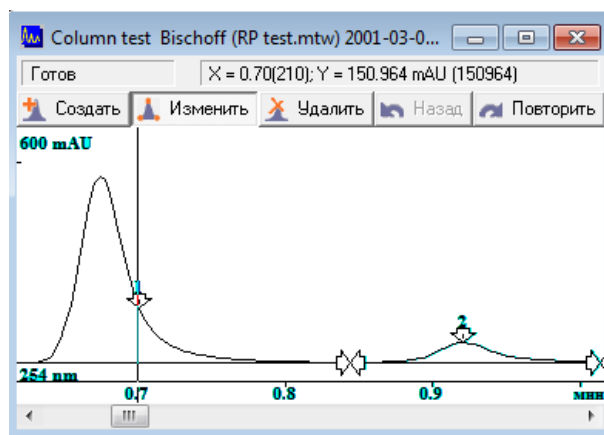 Column test Bischoff (RP test.mtw) 2001-03-0...
Готов X = 0.70(210); Y = 150.964 mAU (150964)
Создать Изменить Удалить Назад Повторить
600 mAU
1
2
254 nm
0.7 0.8 0.9 мин